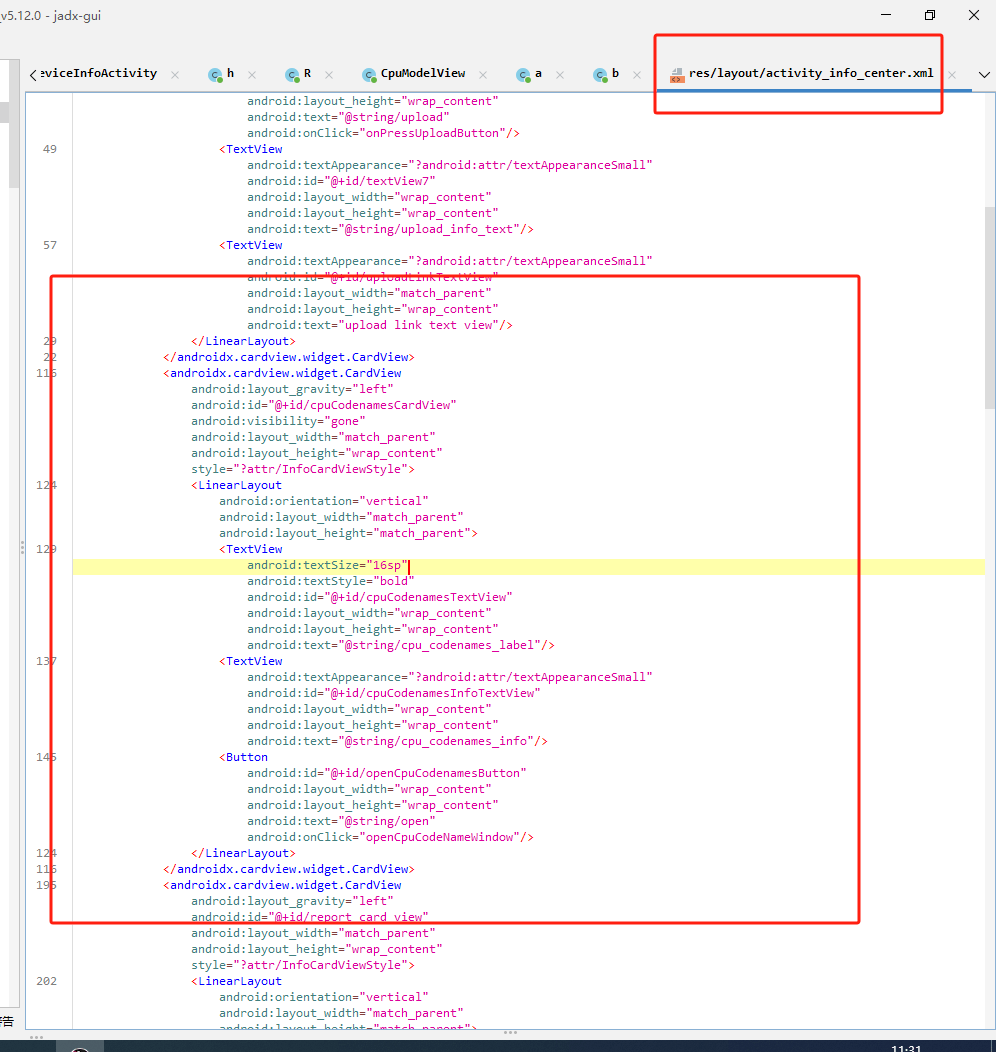 _v5.12.0 - jadx-gui
eviceInfoActivity h R CpuModelView a b res/layout/activity_info_center.xml
android:layout_height="wrap_content"
android:text="@string/upload"
android:onClick="onPressUploadButton"/>
49 <TextView
android:textAppearance="?android:attr/textAppearanceSmall"
android:id="@+id/textView7"
android:layout_width="wrap_content"
android:layout_height="wrap_content"
android:text="@string/upload_info_text"/>
57 <TextView
android:textAppearance="?android:attr/textAppearanceSmall"
android:id="@+id/uploadLinkTextView"
android:layout_width="match_parent"
android:layout_height="wrap_content"
android:text="upload link text view"/>
29 </LinearLayout>
22 </androidx.cardview.widget.CardView>
116 <androidx.cardview.widget.CardView
android:layout_gravity="left"
android:id="@+id/cpuCodenamesCardView"
android:visibility="gone"
android:layout_width="match_parent"
android:layout_height="wrap_content"
style="?attr/InfoCardViewStyle">
124 <LinearLayout
android:orientation="vertical"
android:layout_width="match_parent"
android:layout_height="match_parent">
129 <TextView
android:textSize="16sp"
android:textStyle="bold"
android:id="@+id/cpuCodenamesTextView"
android:layout_width="wrap_content"
android:layout_height="wrap_content"
android:text="@string/cpu_codenames_label"/>
137 <TextView
android:textAppearance="?android:attr/textAppearanceSmall"
android:id="@+id/cpuCodenamesInfoTextView"
android:layout_width="wrap_content"
android:layout_height="wrap_content"
android:text="@string/cpu_codenames_info"/>
145 <Button
android:id="@+id/openCpuCodenamesButton"
android:layout_width="wrap_content"
android:layout_height="wrap_content"
android:text="@string/open"
android:onClick="openCpuCodeNameWindow"/>
124 </LinearLayout>
116 </androidx.cardview.widget.CardView>
195 <androidx.cardview.widget.CardView
android:layout_gravity="left"
android:id="@+id/report_card_view"
android:layout_width="match_parent"
android:layout_height="wrap_content"
style="?attr/InfoCardViewStyle">
202 <LinearLayout
android:orientation="vertical"
android:layout_width="match_parent"
android:layout_height="match_parent">
告
11:31